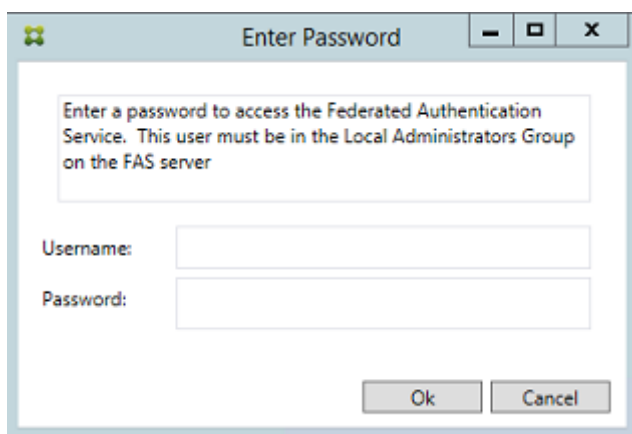 Enter Password
Enter a password to access the Federated Authentication
Service.  This user must be in the Local Administrators Group
on the FAS server
Username:
Password:
Ok
Cancel